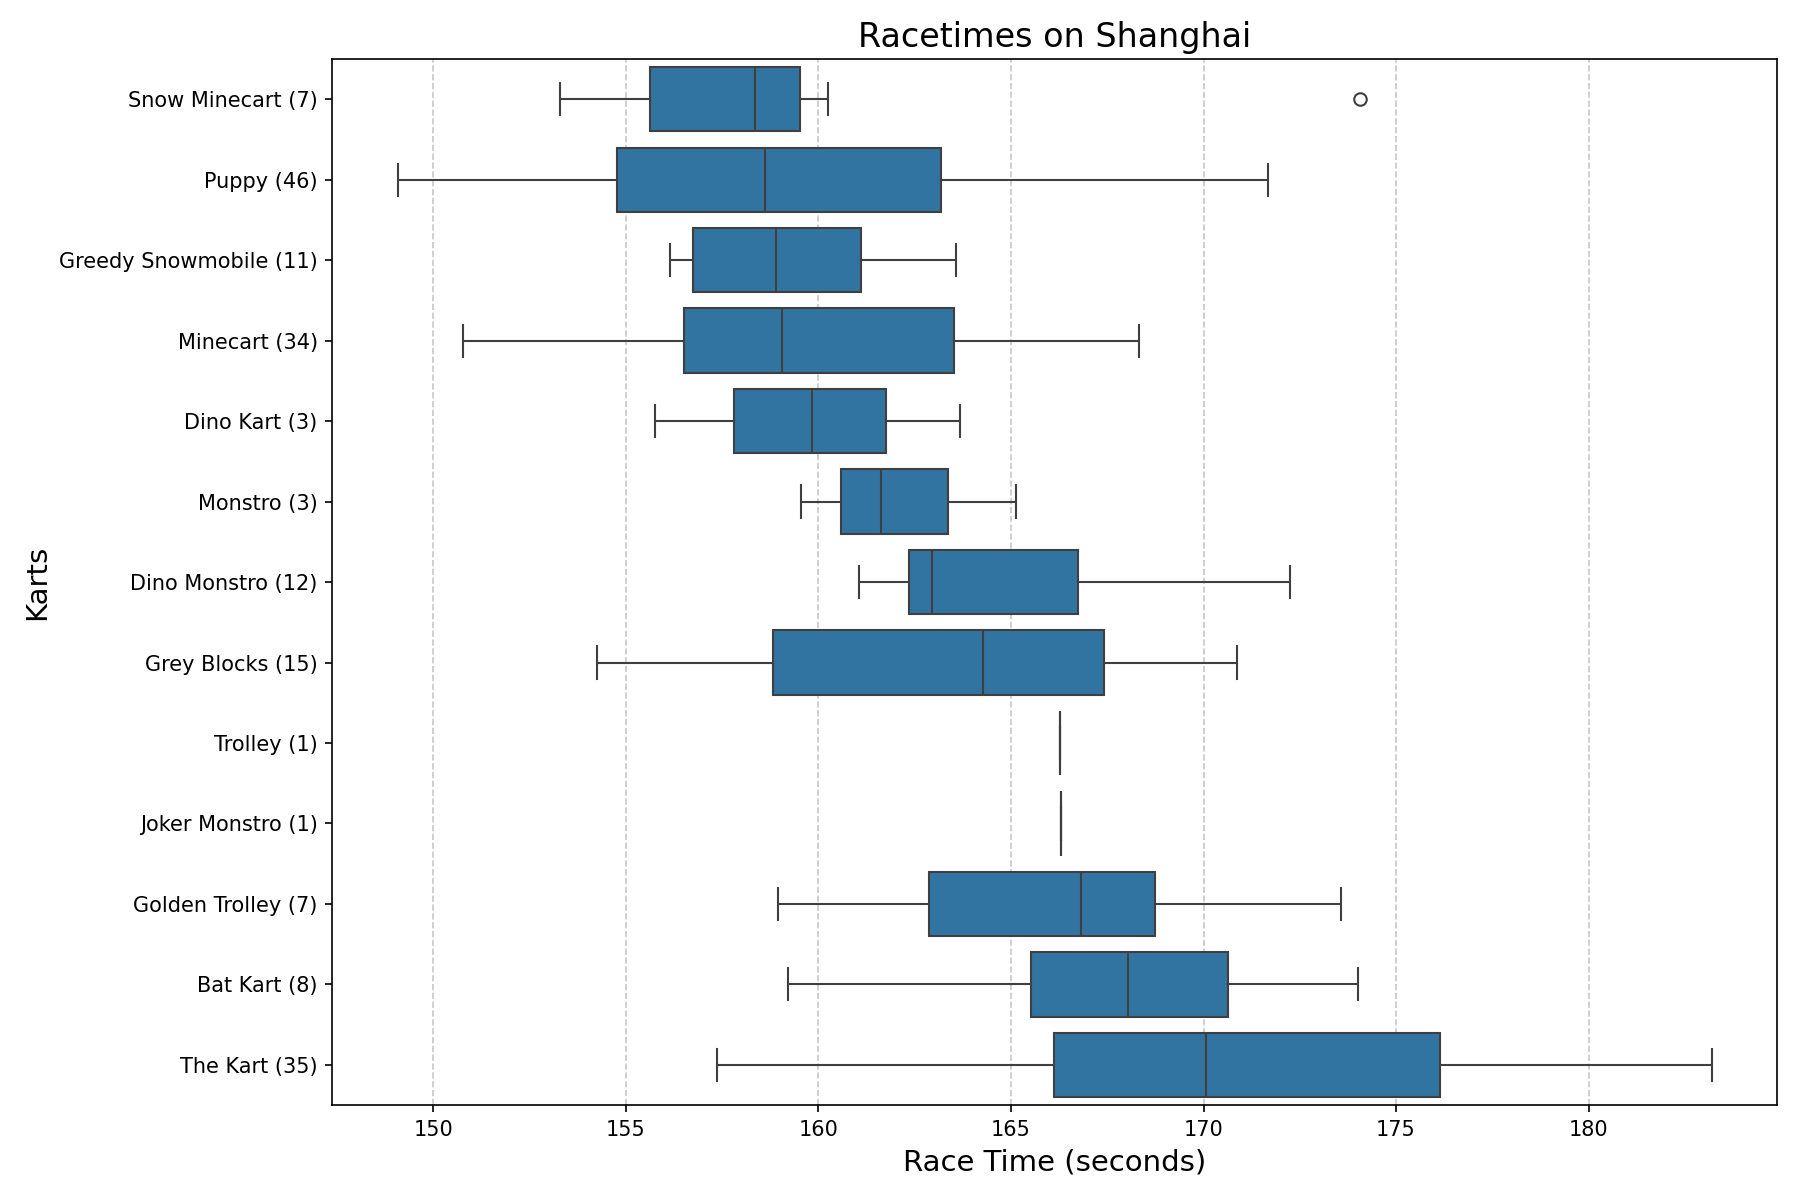 Racetimes on Shanghai
Snow Minecart (7)
Puppy (46)
Greedy Snowmobile (11)
Minecart (34)
Dino Kart (3)
Monstro (3)
Dino Monstro (12)
Grey Blocks (15)
Trolley (1)
Joker Monstro (1)
Golden Trolley (7)
Bat Kart (8)
The Kart (35)
Karts
150 155 160 165 170 175 180
Race Time (seconds)